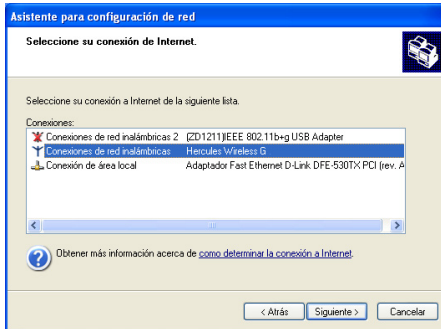 Asistente para configuración de red
Seleccione su conexión de Internet.
Seleccione su conexión a Internet de la siguiente lista.
Conexiones:
Conexiones de red inalámbricas 2 (ZD1211)IEEE 802.11b+g USB Adapter
Conexiones de red inalámbricas Hercules Wireless G
Conexión de área local Adaptador Fast Ethernet D-Link DFE-530TX PCI (rev. A
Obtener más información acerca de como determinar la conexión a Internet.
< Atrás Siguiente > Cancelar